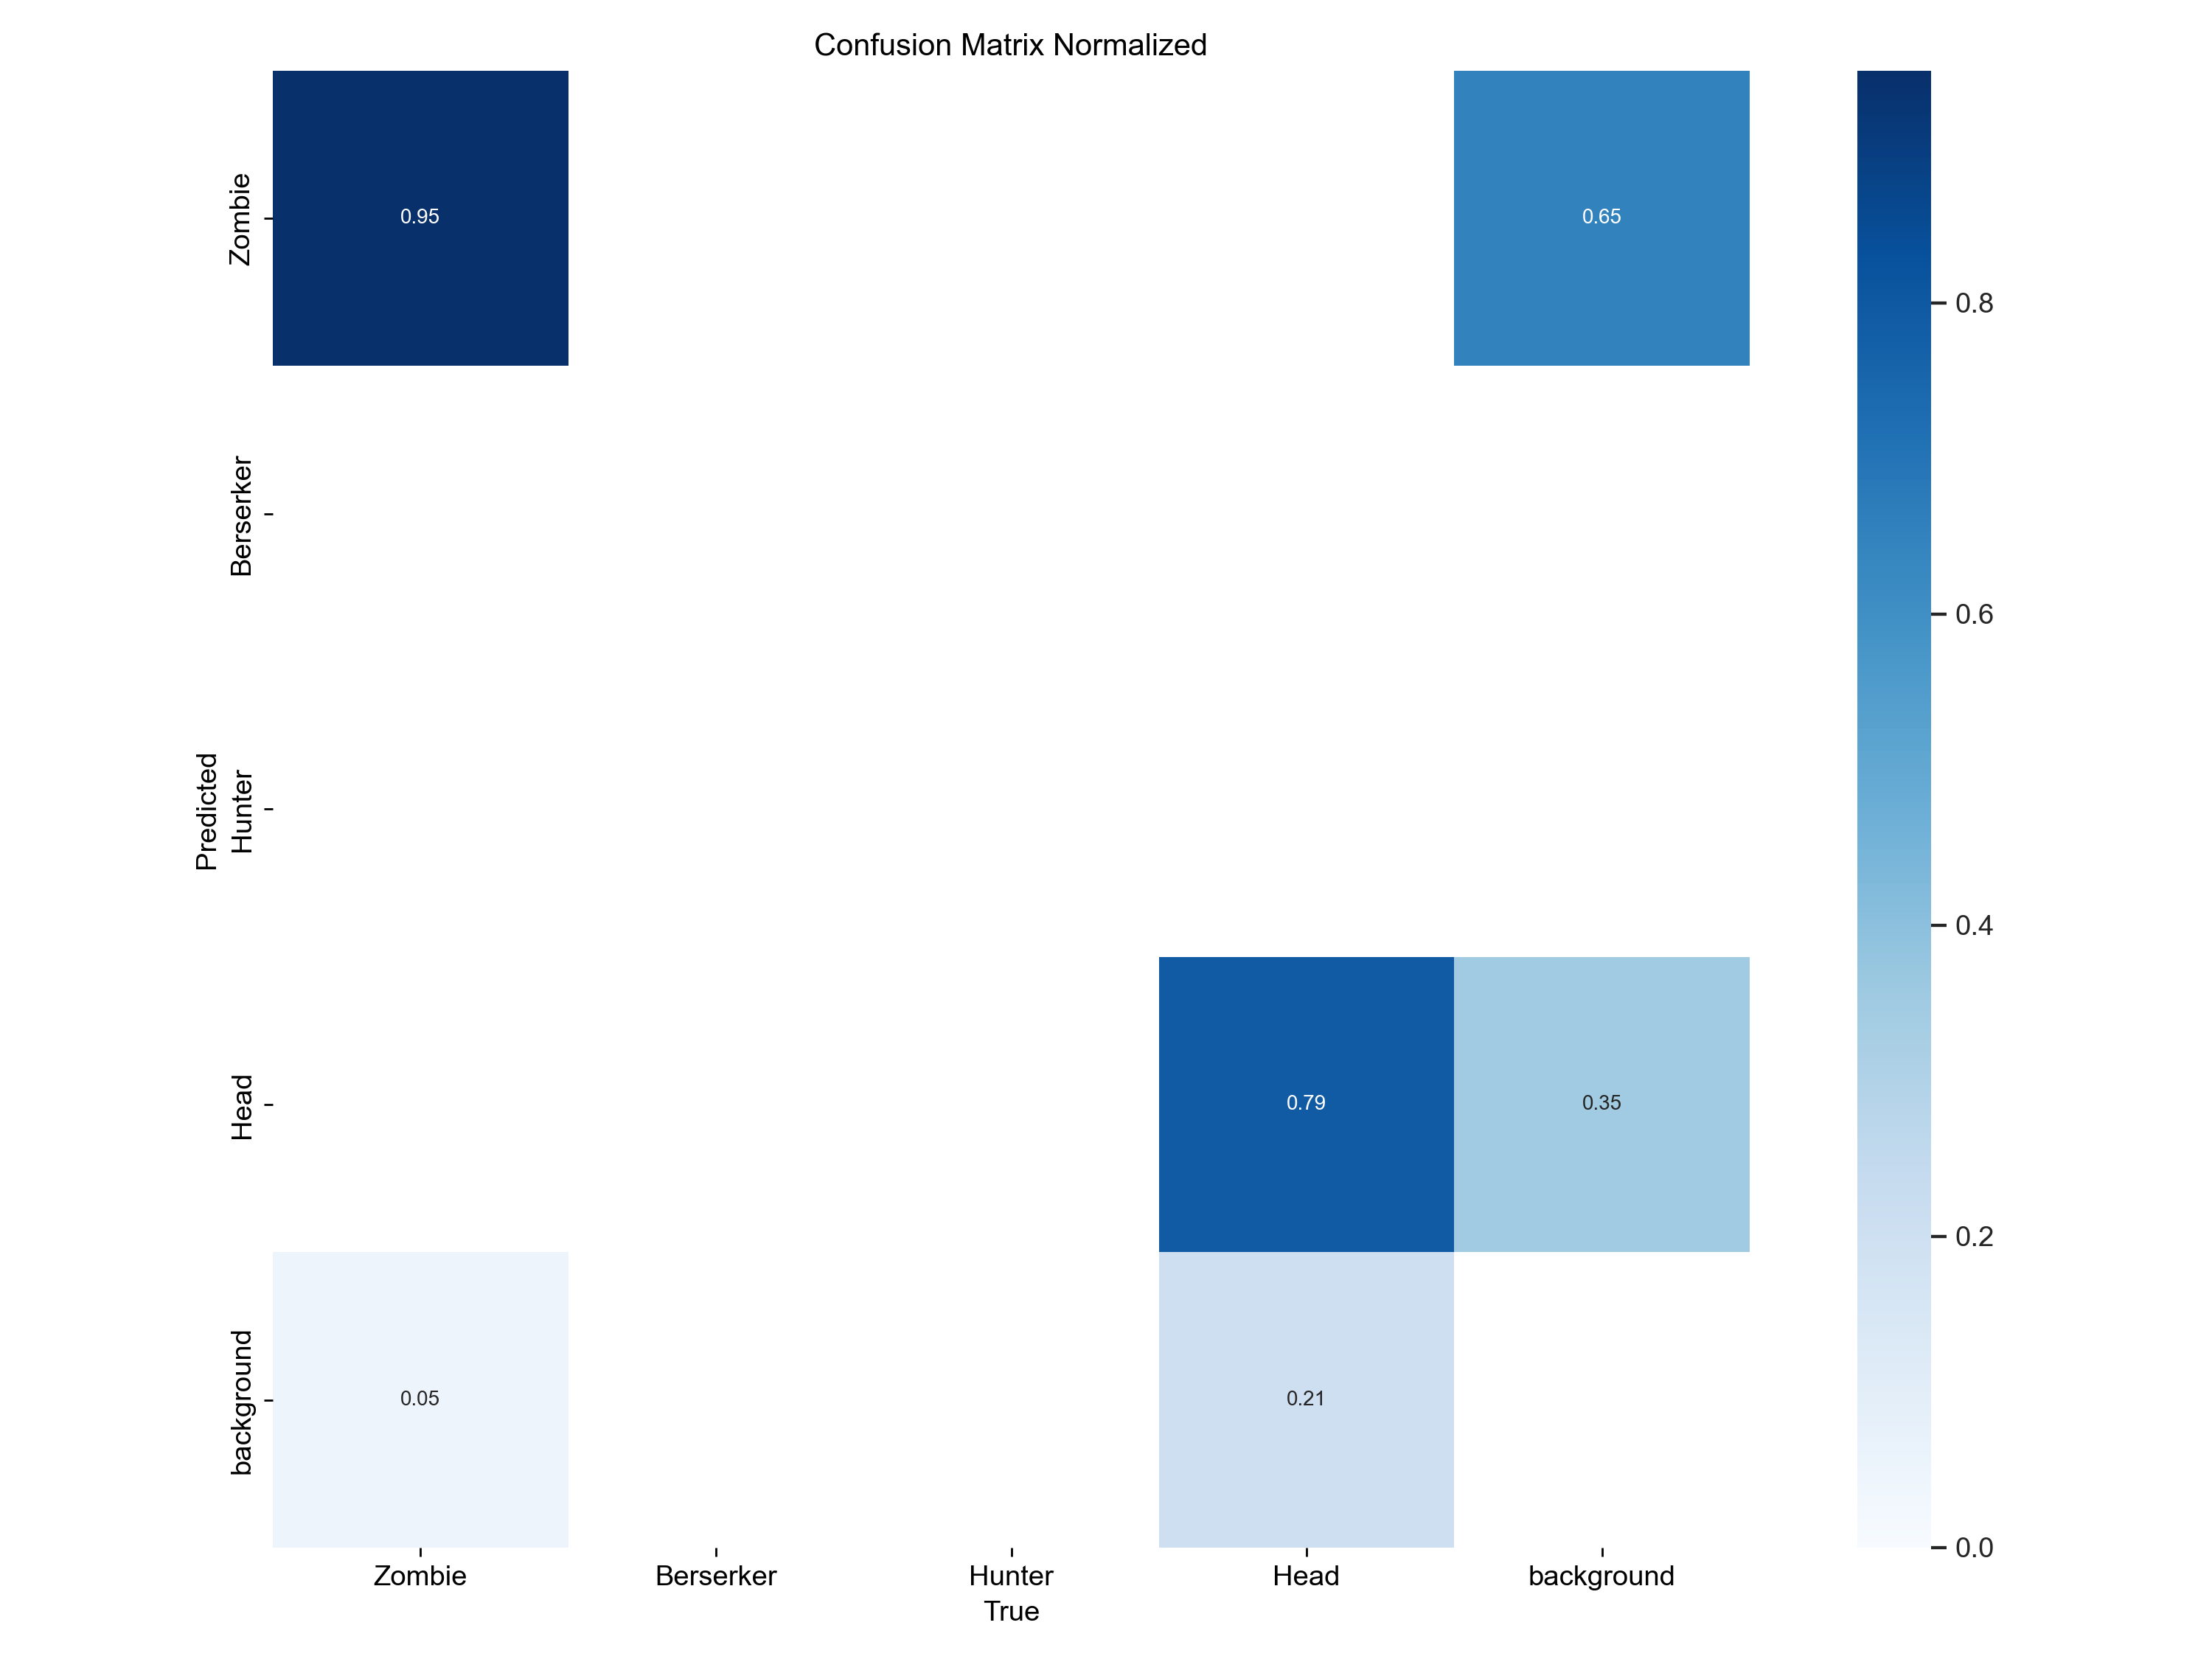 Confusion Matrix Normalized
Zombie
0.95
0.65
0.8
Berserker
0.6
Predicted
Hunter
0.4
Head
0.79
0.35
0.2
background
0.05
0.21
0.0
Zombie Berserker Hunter Head background
True